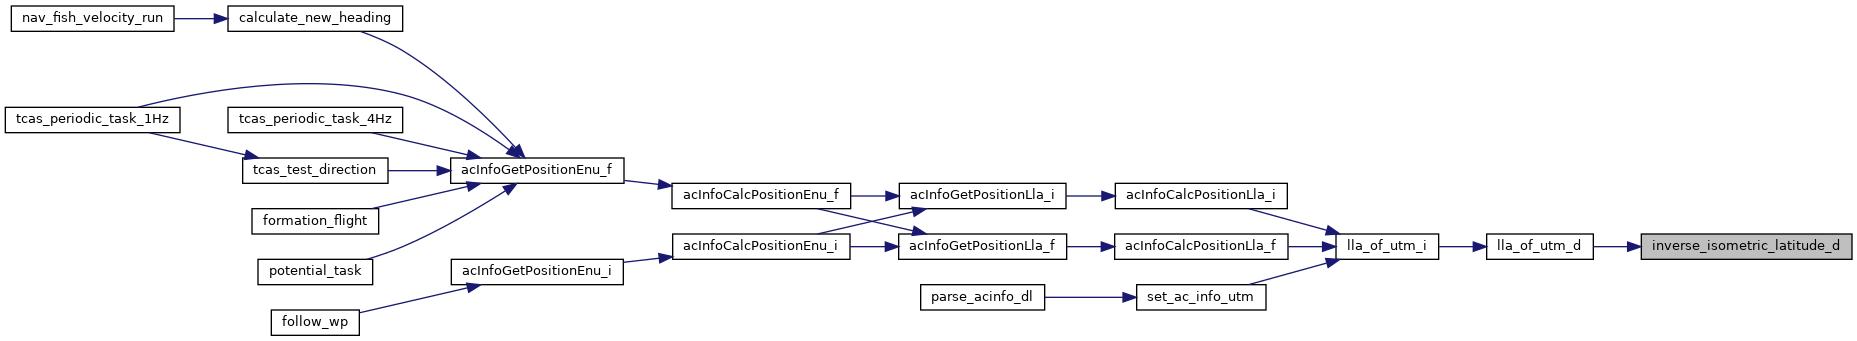 nav_fish_velocity_run
calculate_new_heading
tcas_periodic_task_1Hz
tcas_periodic_task_4Hz
tcas_test_direction
acInfoGetPositionEnu_f
formation_flight
potential_task
acInfoGetPositionEnu_i
follow_wp
acInfoCalcPositionEnu_f
acInfoGetPositionLla_i
acInfoCalcPositionLla_i
acInfoCalcPositionEnu_i
acInfoGetPositionLla_f
acInfoCalcPositionLla_f
lla_of_utm_i
lla_of_utm_d
inverse_isometric_latitude_d
parse_acinfo_dl
set_ac_info_utm